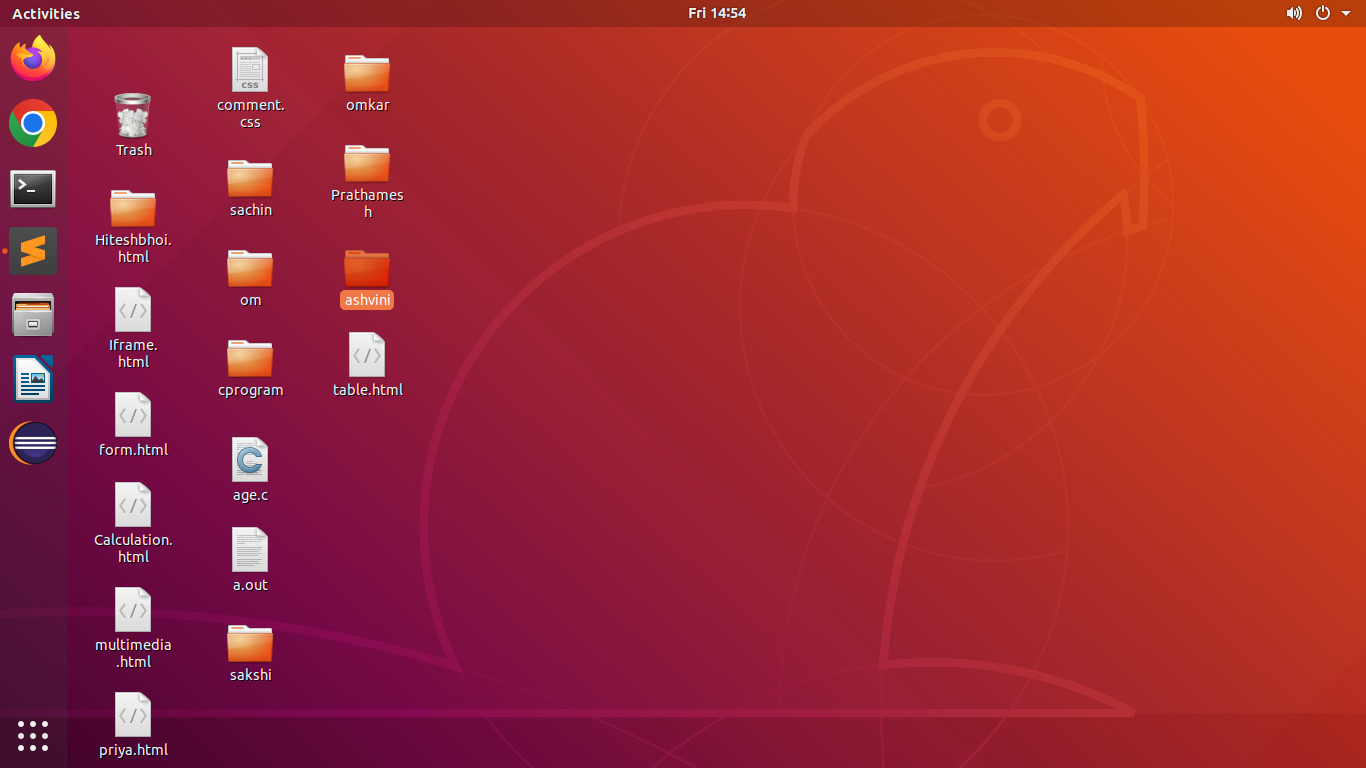 Activities
Fri 14:54
Trash
Hiteshbhoi.
html
Iframe.
html
form.html
Calculation.
html
multimedia
.html
priya.html
css
comment.
css
sachin
om
cprogram
C
age.c
a.out
sakshi
omkar
Prathames
h
ashvini
table.html